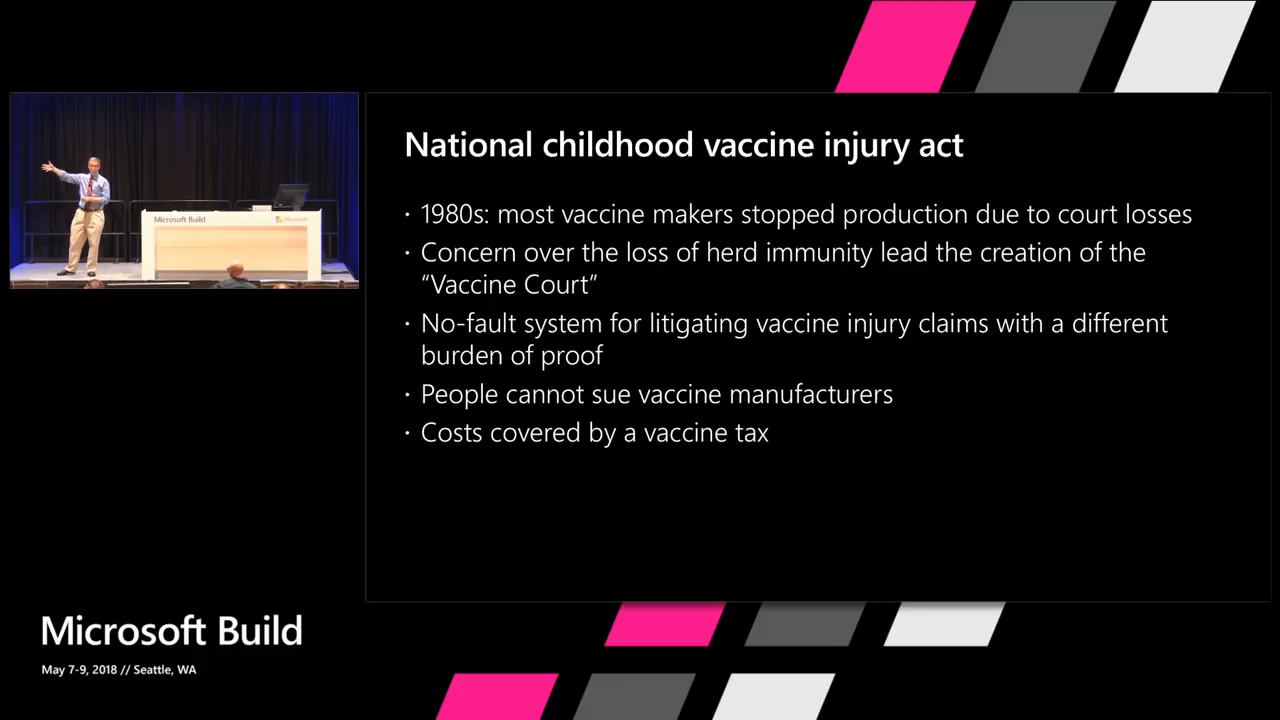 National childhood vaccine injury act
· 1980s: most vaccine makers stopped production due to court losses
· Concern over the loss of herd immunity lead the creation of the
“Vaccine Court”
· No-fault system for litigating vaccine injury claims with a different
burden of proof
· People cannot sue vaccine manufacturers
· Costs covered by a vaccine tax
Microsoft Build
Microsoft
Microsoft Build
May 7-9, 2018 // Seattle, WA